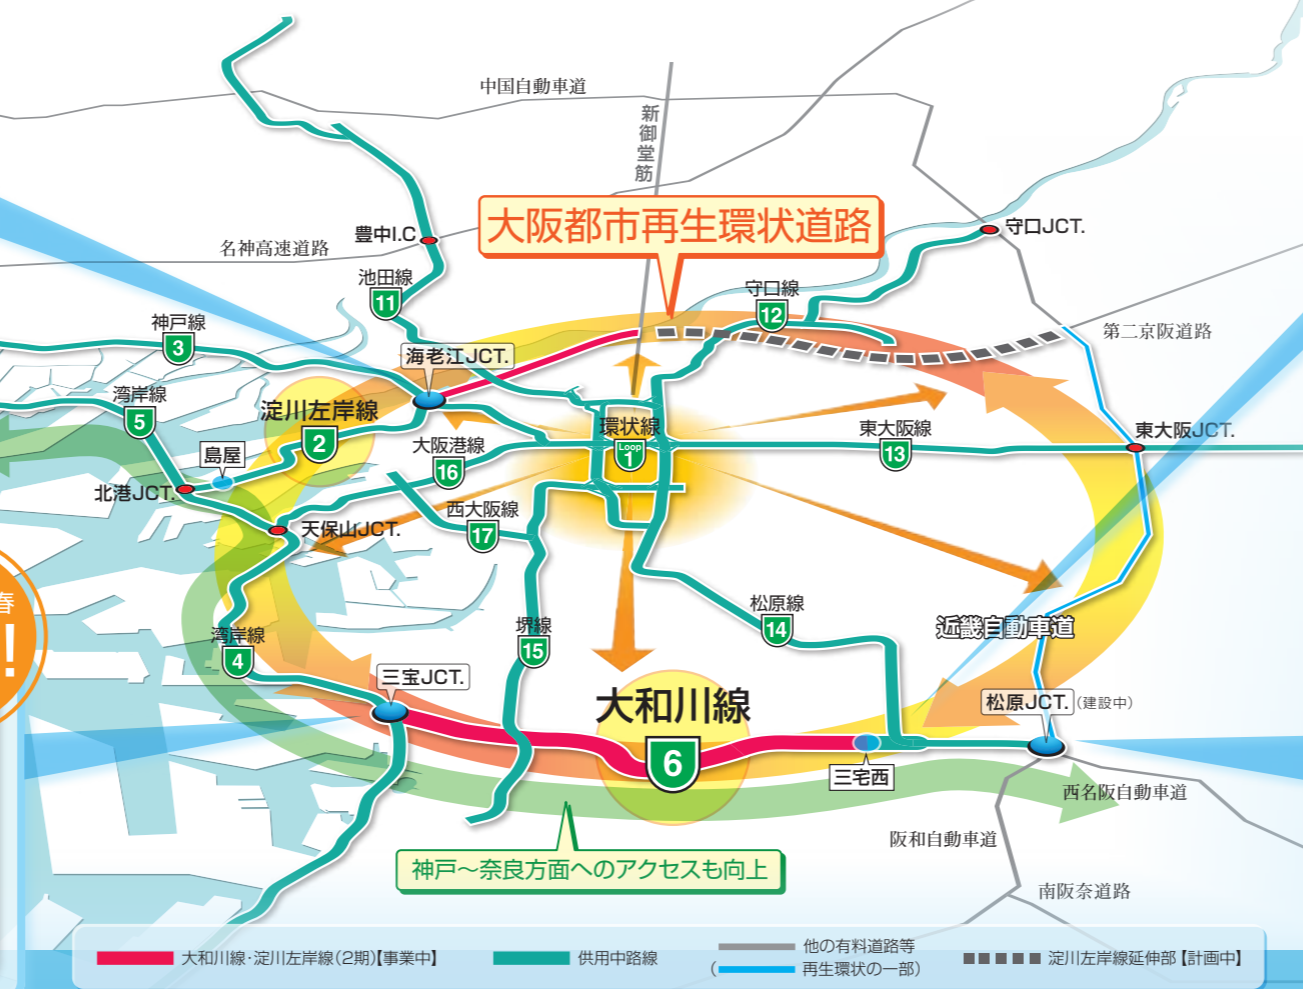 中国自動車道
新御堂筋
大阪都市再生環状道路
守口JCT.
豊中I.C
名神高速道路
池田線
11
守口線
12
神戸線
3
第二京阪道路
海老江JCT.
湾岸線
5
淀川左岸線
2
環状線
Loop
1
東大阪線
13
東大阪JCT.
大阪港線
16
島屋
北港JCT.
西大阪線
17
天保山JCT.
春
!
松原線
14
堺線
15
近畿自動車道
湾岸線
4
三宝JCT.
大和川線
6
松原JCT.(建設中)
三宅西
西名阪自動車道
阪和自動車道
神戸〜奈良方面へのアクセスも向上
南阪奈道路
大和川線・淀川左岸線(2期)【事業中】
供用中路線
他の有料道路等
( 再生環状の一部)
淀川左岸線延伸部【計画中】